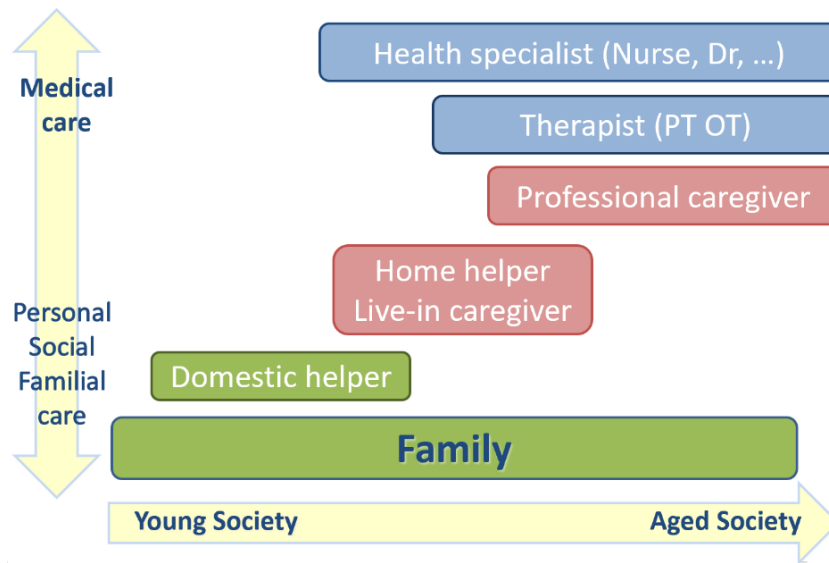 Health specialist (Nurse, Dr, ...)
Medical
care
Therapist (PT OT)
Professional caregiver
Home helper
Live-in caregiver
Personal
Social
Familial
care
Domestic helper
Family
Young Society
Aged Society